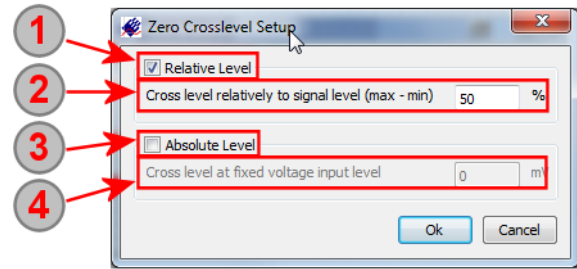 1
Zero Crosslevel Setup
Relative Level
2
Cross level relatively to signal level (max - min) 50 %
3
Absolute Level
Cross level at fixed voltage input level 0 mV
4
Ok Cancel